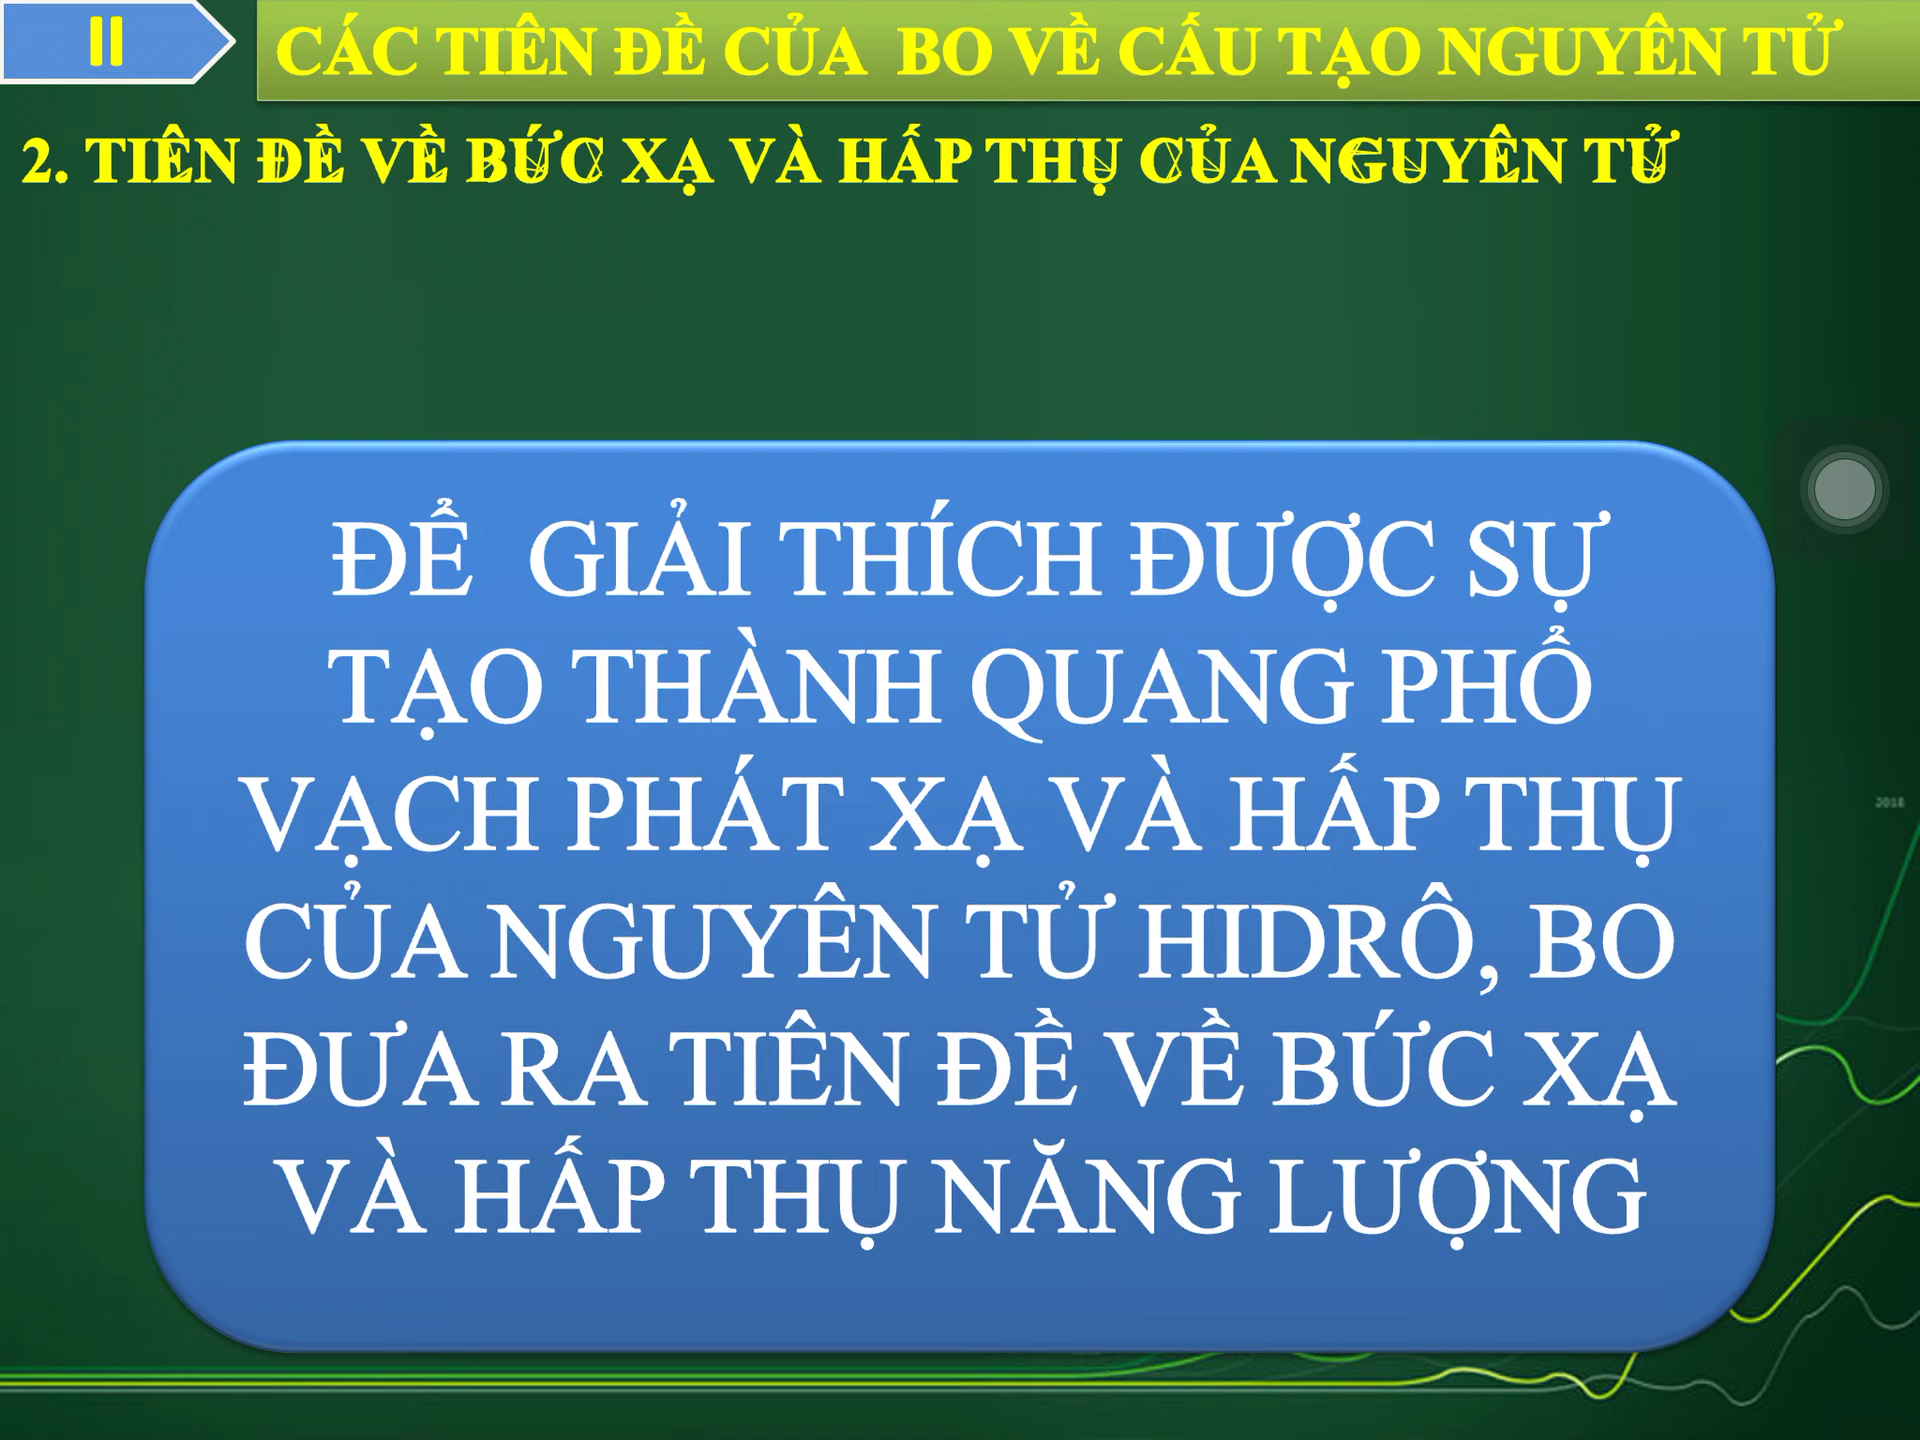 II
CÁC TIÊN ĐỀ CỦA BO VỀ CẤU TẠO NGUYÊN TỬ
2. TIÊN ĐỀ VỀ BỨC XẠ VÀ HẤP THỤ CỦA NGUYÊN TỬ
ĐỂ GIẢI THÍCH ĐƯỢC SỰ
TẠO THÀNH QUANG PHỔ
VẠCH PHÁT XẠ VÀ HẤP THỤ
CỦA NGUYÊN TỬ HIDRÔ, BO
ĐƯA RA TIÊN ĐỀ VỀ BỨC XẠ
VÀ HẤP THỤ NĂNG LƯỢNG
2018